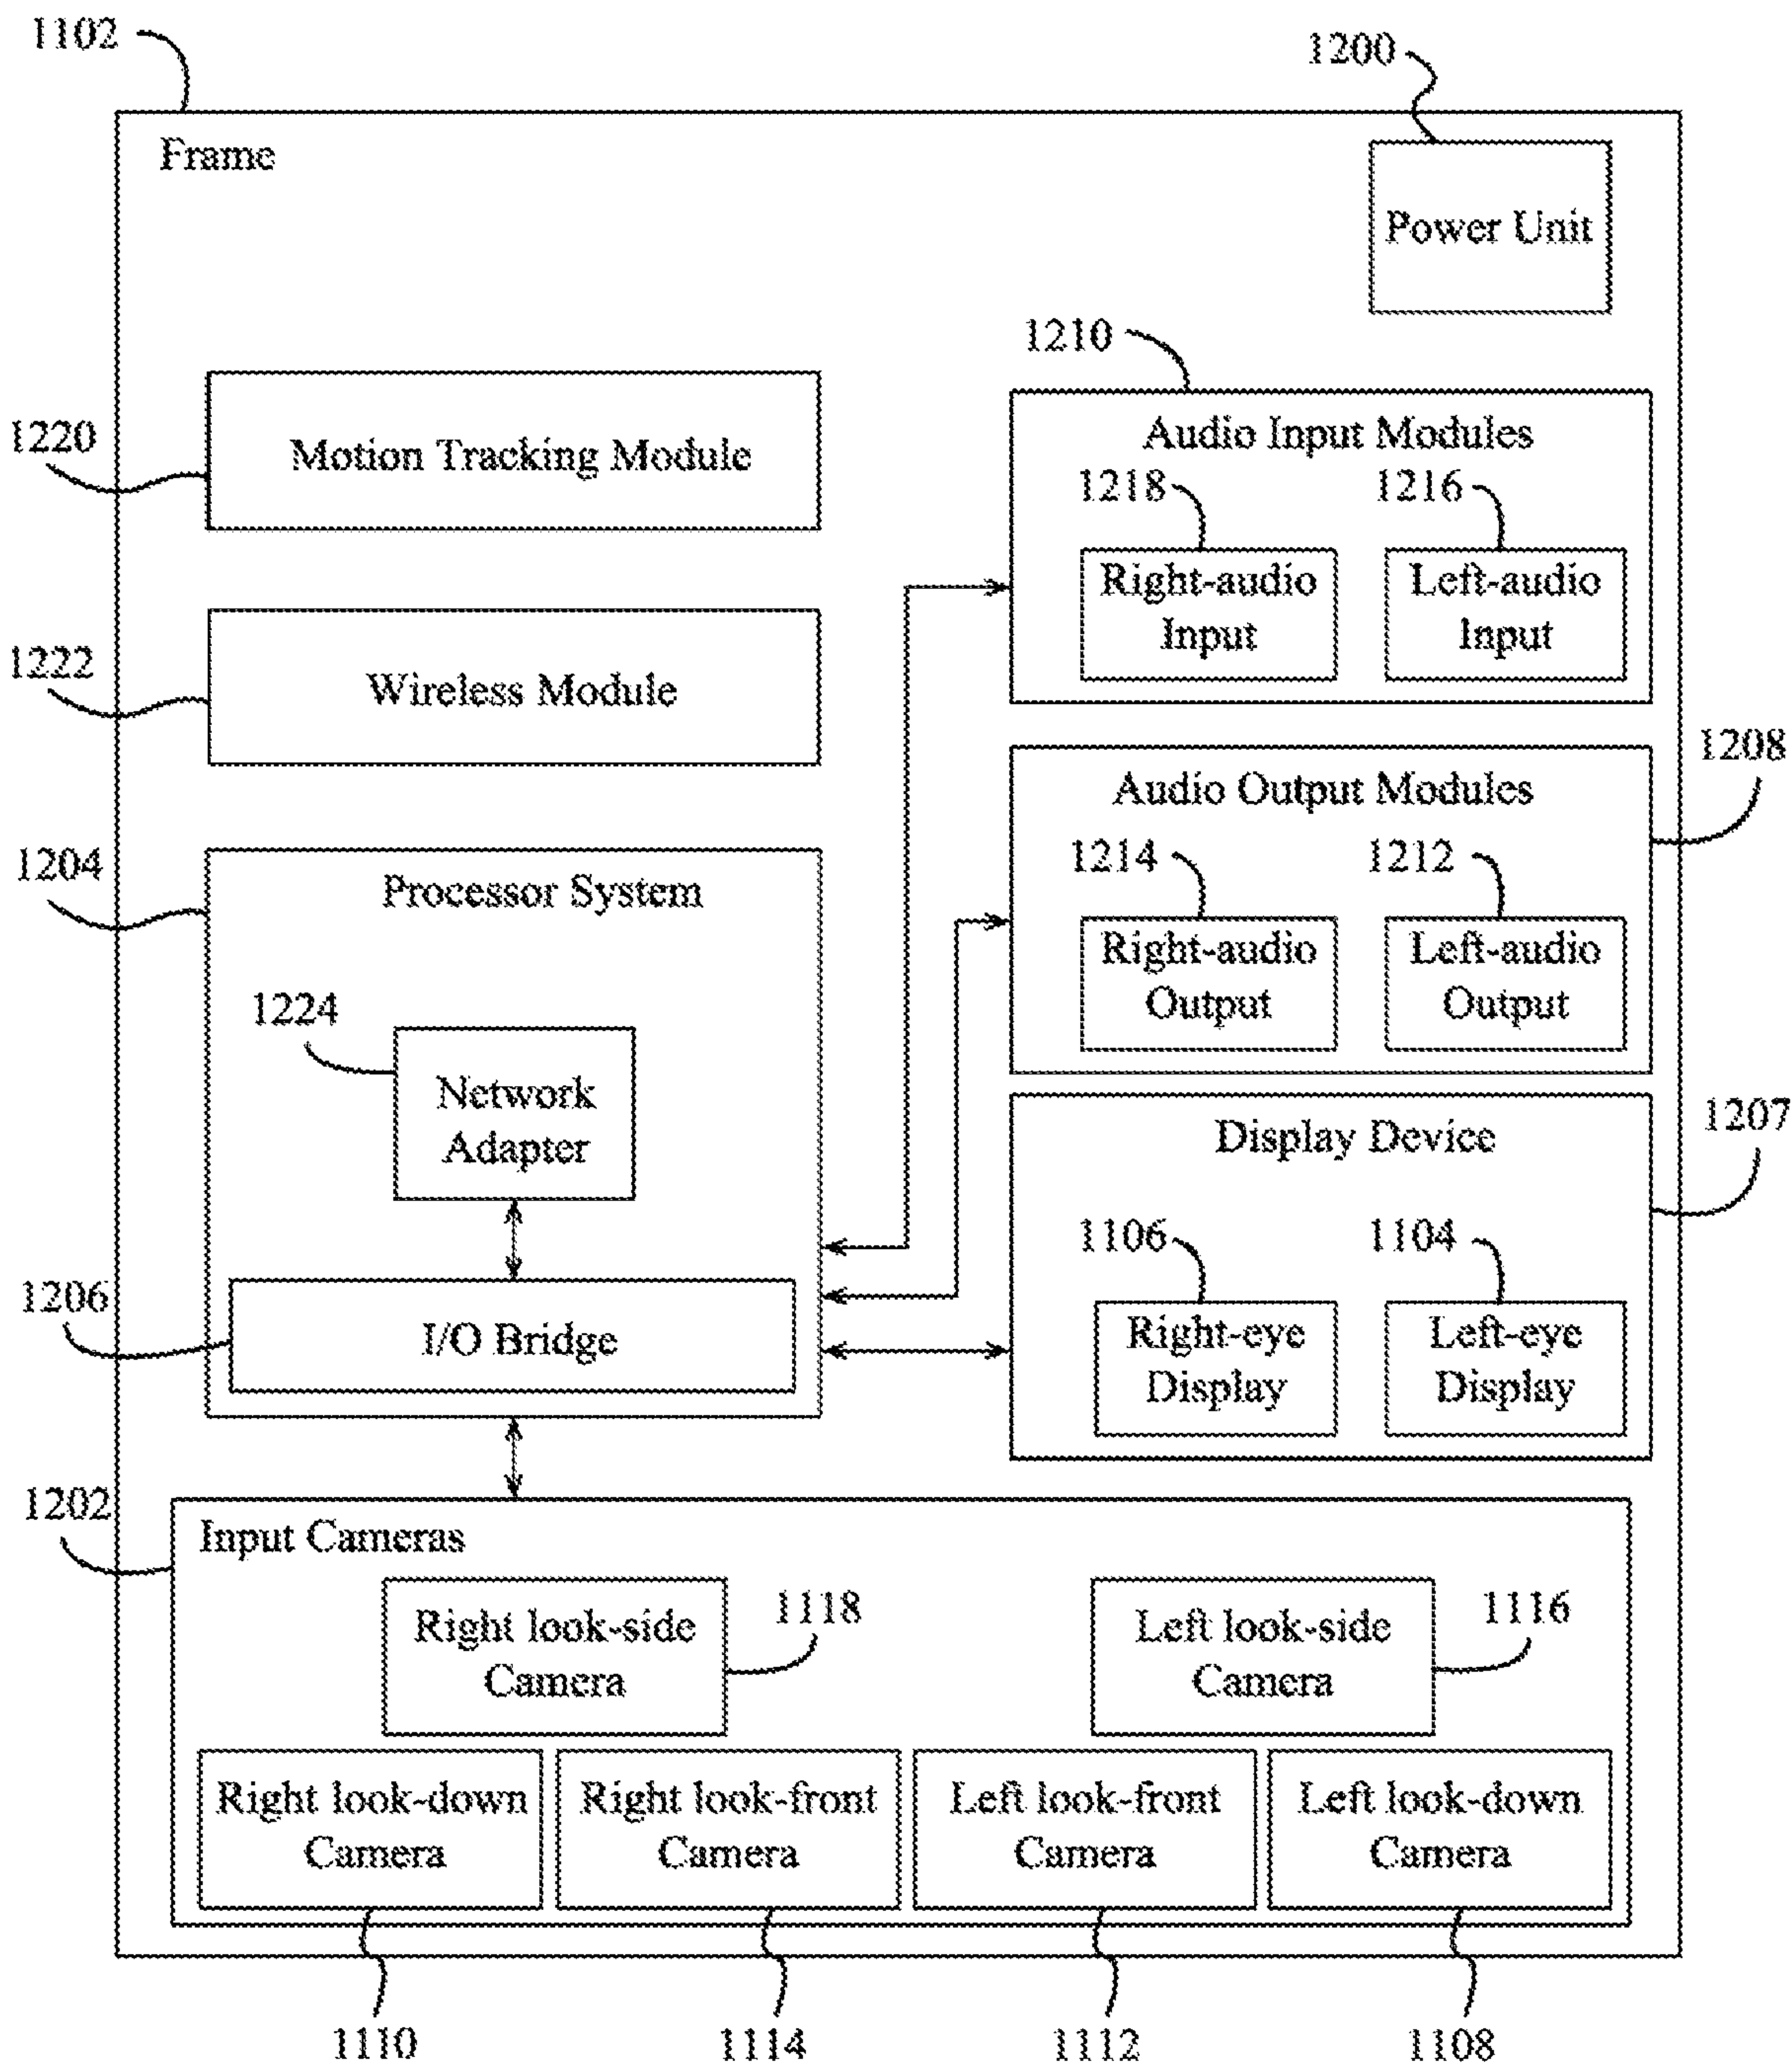 1102
1200
Frame
Power Unit
1210
1220
Motion Tracking Module
Audio Input Modules
1218
1216
Right-audio
Input
Left-audio
Input
1222
Wireless Module
1208
Audio Output Modules
1214
1212
Right-audio
Output
Left-audio
Output
1204
Processor System
1224
Network
Adapter
1207
Display Device
1106
1104
Right-eye
Display
Left-eye
Display
1206
I/O Bridge
1202
Input Cameras
Right look-side
Camera
1118
Left look-side
Camera
1116
Right look-down
Camera
Right look-front
Camera
Left look-front
Camera
Left look-down
Camera
1110
1114
1112
1108